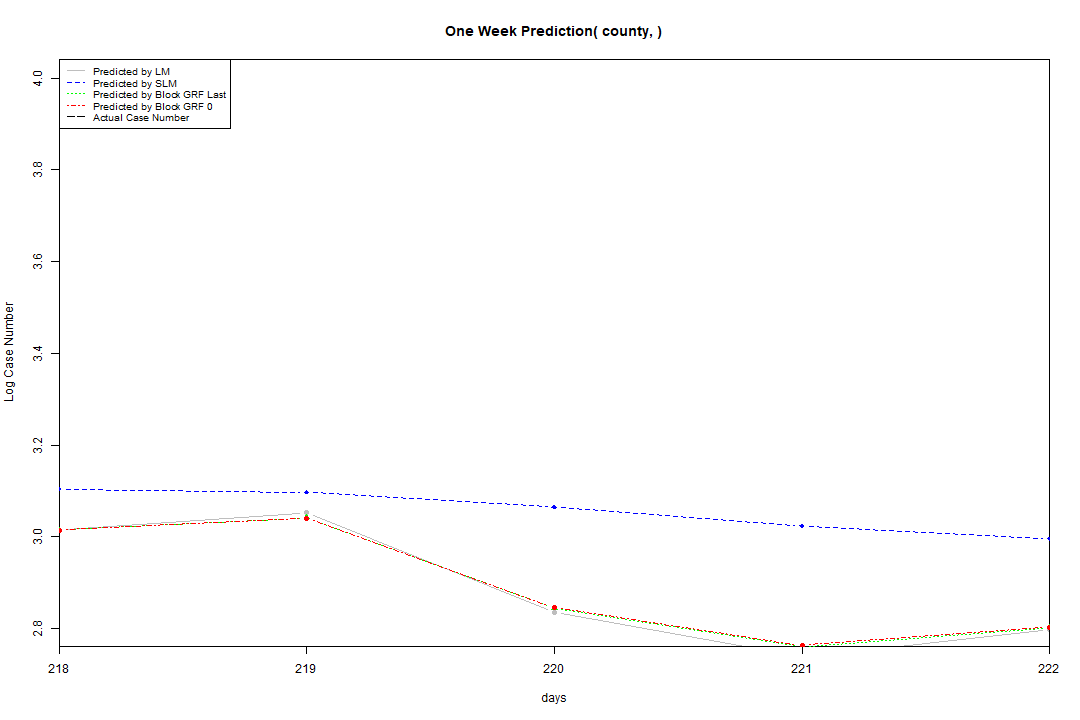 One Week Prediction( county, )
Predicted by LM
Predicted by SLM
Predicted by Block GRF Last
Predicted by Block GRF 0
Actual Case Number
Log Case Number
4.0
3.8
3.6
3.4
3.2
3.0
2.8
218 219 220 221 222
days